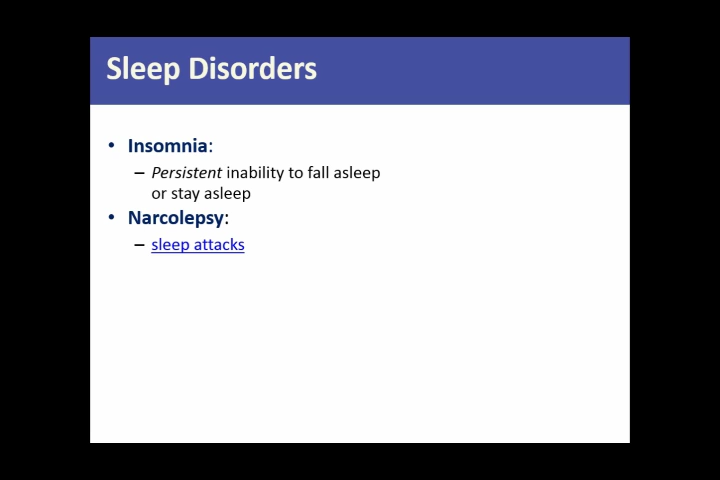 Sleep Disorders
• Insomnia:
– Persistent inability to fall asleep
or stay asleep
• Narcolepsy:
– sleep attacks